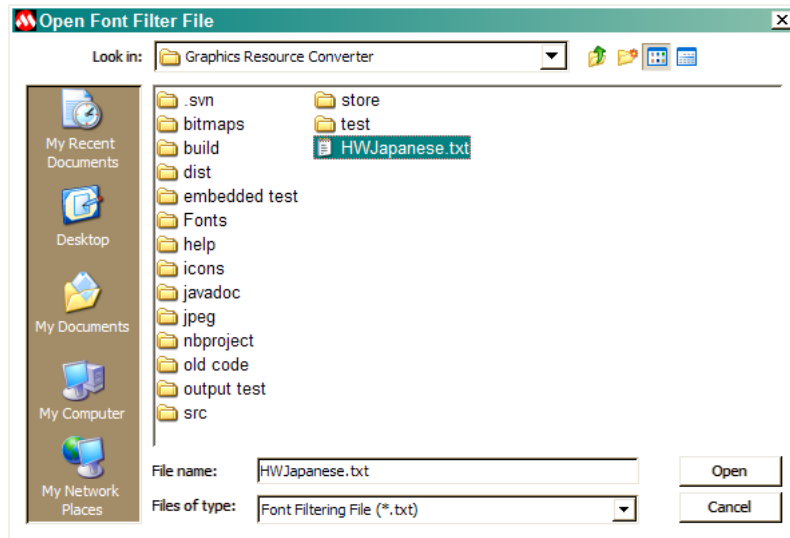 Open Font Filter File
Look in: Graphics Resource Converter
My Recent
Documents
Desktop
My Documents
My Computer
My Network
Places
.svn
bitmaps
build
dist
embedded test
Fonts
help
icons
javadoc
jpeg
nbproject
old code
output test
src
store
test
HWJapanese.txt
File name: HWJapanese.txt
Open
Files of type: Font Filtering File (*.txt)
Cancel